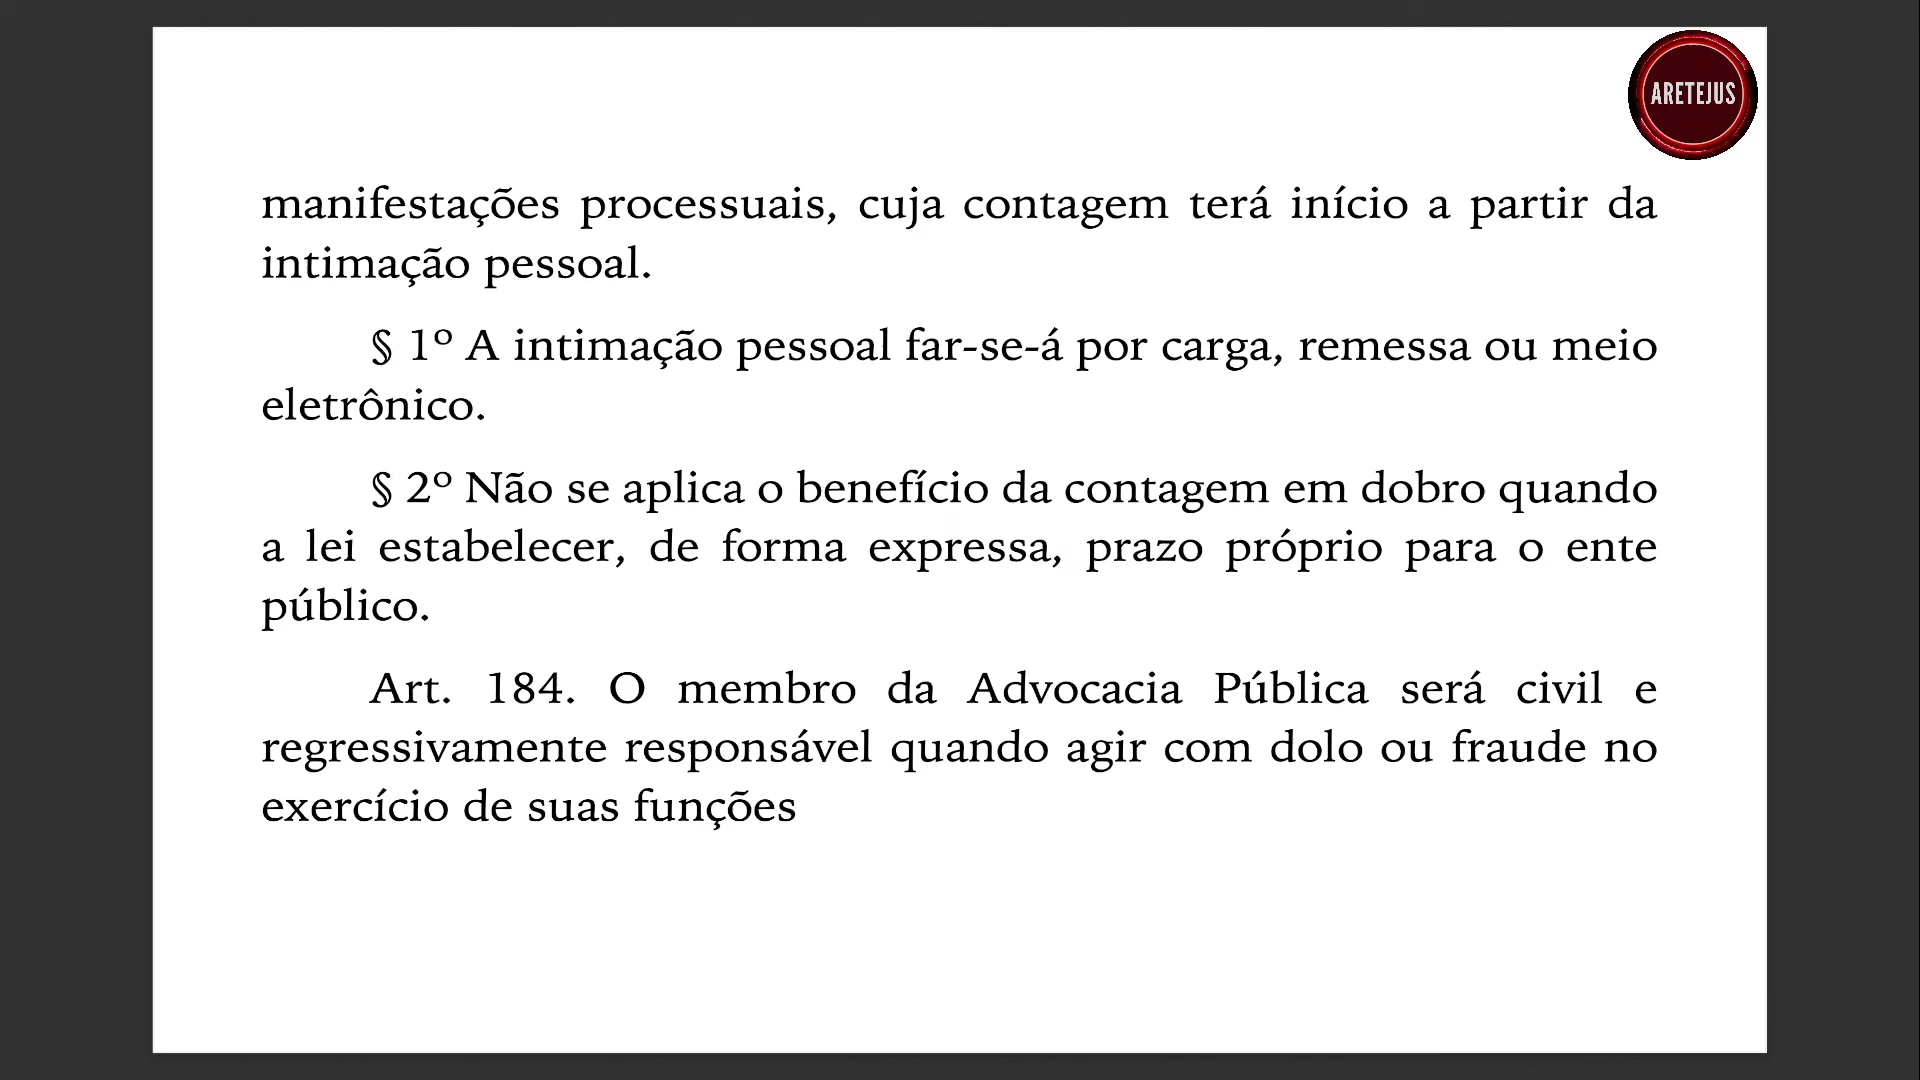 ARETEJUS
manifestações processuais, cuja contagem terá início a partir da
intimação pessoal.
§ 1º A intimação pessoal far-se-á por carga, remessa ou meio
eletrônico.
§ 2º Não se aplica o benefício da contagem em dobro quando
a lei estabelecer, de forma expressa, prazo próprio para o ente
público.
Art. 184. O membro da Advocacia Pública será civil e
regressivamente responsável quando agir com dolo ou fraude no
exercício de suas funções